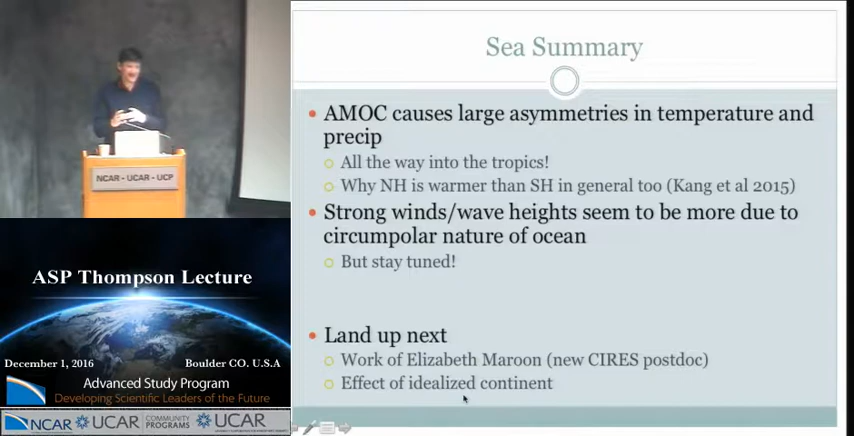 NCAR - UCAR - UCP
ASP Thompson Lecture
December 1, 2016
Boulder CO. U.S.A
Advanced Study Program
Developing Scientific Leaders of the Future
NCAR
UCAR
COMMUNITY
PROGRAMS
UCAR
Sea Summary
AMOC causes large asymmetries in temperature and
precip
All the way into the tropics!
Why NH is warmer than SH in general too (Kang et al 2015)
Strong winds/wave heights seem to be more due to
circumpolar nature of ocean
But stay tuned!
Land up next
Work of Elizabeth Maroon (new CIRES postdoc)
Effect of idealized continent